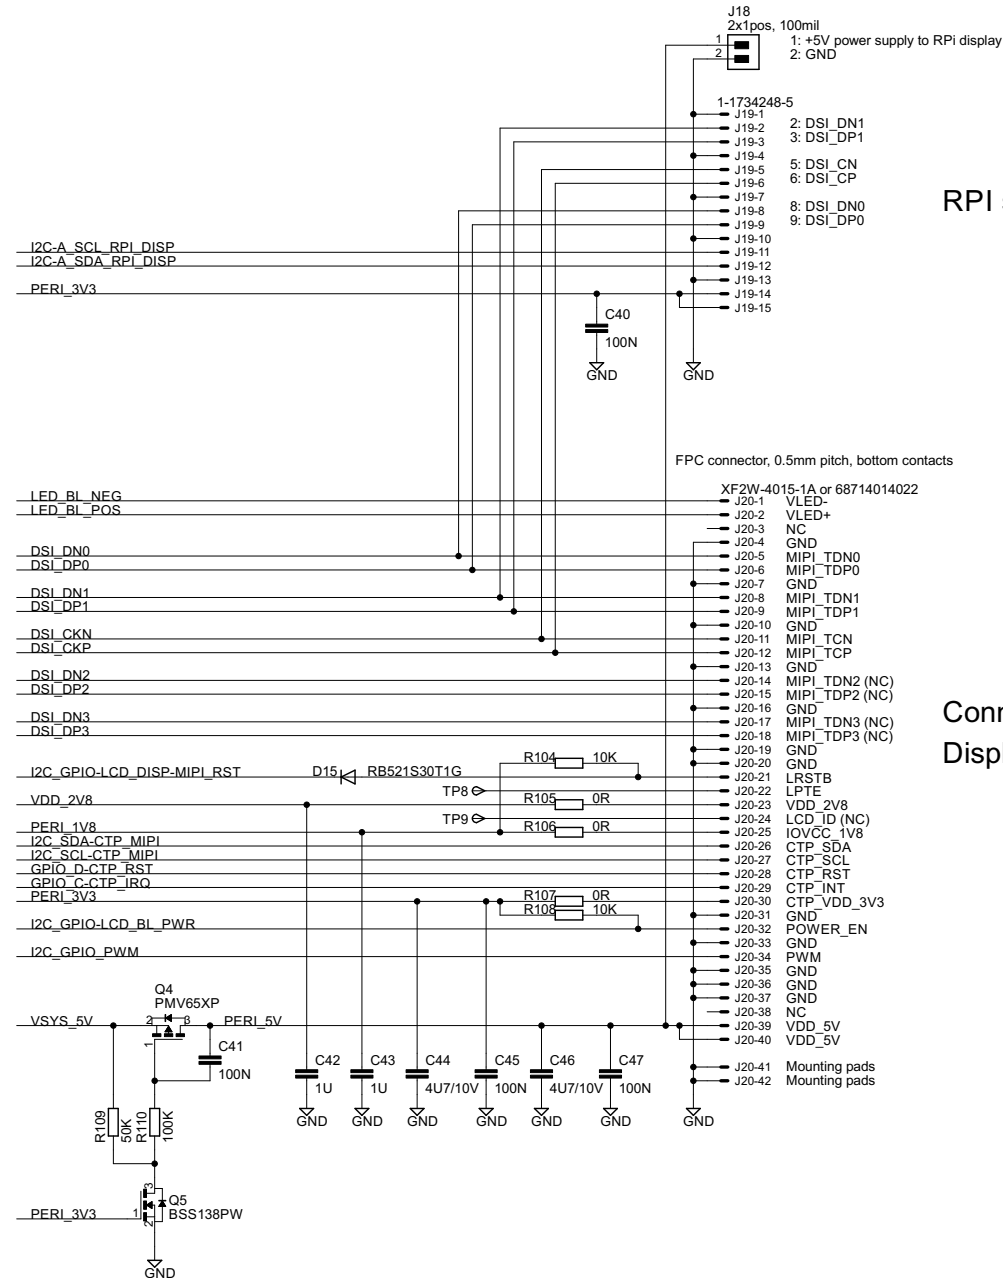 J18
2x1pos, 100mil
1 1: +5V power supply to RPi display
2 2: GND
1-1734248-5
J19-1
J19-2 2: DSI_DN1
J19-3 3: DSI_DP1
J19-4
J19-5 5: DSI_CN
J19-6 6: DSI_CP
J19-7
J19-8 8: DSI_DN0
J19-9 9: DSI_DP0
RPI
J19-10
I2C-A_SCL_RPI_DISP J19-11
I2C-A_SDA_RPI_DISP J19-12
J19-13
PERI_3V3 J19-14
J19-15
C40
100N
GND GND
FPC connector, 0.5mm pitch, bottom contacts
XF2W-4015-1A or 68714014022
LED_BL_NEG J20-1 VLED-
LED_BL_POS J20-2 VLED+
J20-3 NC
J20-4 GND
DSI_DN0 J20-5 MIPI_TDN0
DSI_DP0 J20-6 MIPI_TDP0
J20-7 GND
DSI_DN1 J20-8 MIPI_TDN1
DSI_DP1 J20-9 MIPI_TDP1
J20-10 GND
DSI_CKN J20-11 MIPI_TCN
DSI_CKP J20-12 MIPI_TCP
J20-13 GND
DSI_DN2 J20-14 MIPI_TDN2 (NC)
DSI_DP2 J20-15 MIPI_TDP2 (NC)
J20-16 GND
DSI_DN3 J20-17 MIPI_TDN3 (NC)
DSI_DP3 J20-18 MIPI_TDP3 (NC)
Conn
Displ
J20-19 GND
R104 10K J20-20 GND
I2C_GPIO-LCD_DISP-MIPI_RST D15 RB521S30T1G J20-21 LRSTB
TP8 J20-22 LPTE
VDD_2V8 R105 0R J20-23 VDD_2V8
TP9 J20-24 LCD_ID (NC)
PERI_1V8 R106 0R J20-25 IOVCC_1V8
I2C_SDA-CTP_MIPI J20-26 CTP_SDA
I2C_SCL-CTP_MIPI J20-27 CTP_SCL
GPIO_D-CTP_RST J20-28 CTP_RST
GPIO_C-CTP_IRQ J20-29 CTP_INT
PERI_3V3 R107 0R J20-30 CTP_VDD_3V3
R108 10K J20-31 GND
I2C_GPIO-LCD_BL_PWR J20-32 POWER_EN
J20-33 GND
I2C_GPIO_PWM J20-34 PWM
J20-35 GND
J20-36 GND
J20-37 GND
J20-38 NC
Q4
PMV65XP
VSYS_5V 2 3 PERI_5V J20-39 VDD_5V
1 J20-40 VDD_5V
C41
100N
J20-41 Mounting pads
J20-42 Mounting pads
C42 C43 C44 C45 C46 C47
1U 1U 4U7/10V 100N 4U7/10V 100N
GND GND GND GND GND GND GND
R109
50K
R110
100K
3
Q5
BSS138PW
PERI_3V3 1
2
GND